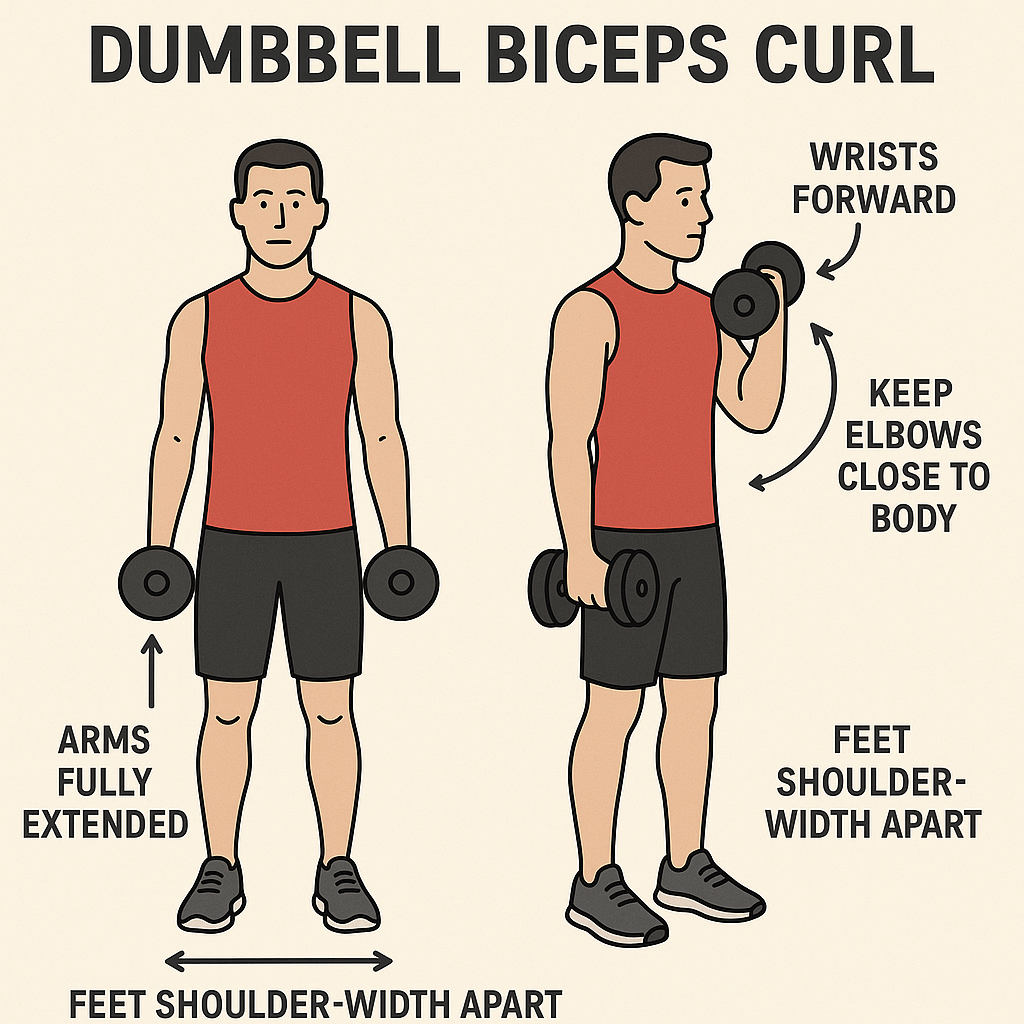 DUMBBELL BICEPS CURL
WRISTS
FORWARD
KEEP
ELBOWS
CLOSE TO
BODY
ARMS
FULLY
EXTENDED
FEET
SHOULDER-
WIDTH APART
FEET SHOULDER-WIDTH APART